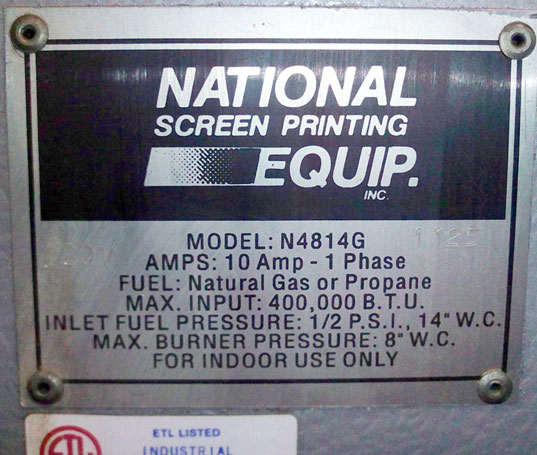 NATIONAL
SCREEN PRINTING
EQUIP.
INC.
MODEL: N4814G 1125
AMPS: 10 Amp - 1 Phase
FUEL: Natural Gas or Propane
MAX. INPUT: 400,000 B.T.U.
INLET FUEL PRESSURE: 1/2 P.S.I., 14" W.C.
MAX. BURNER PRESSURE: 8" W.C.
FOR INDOOR USE ONLY
ETL LISTED
INDUSTRIAL
ETL